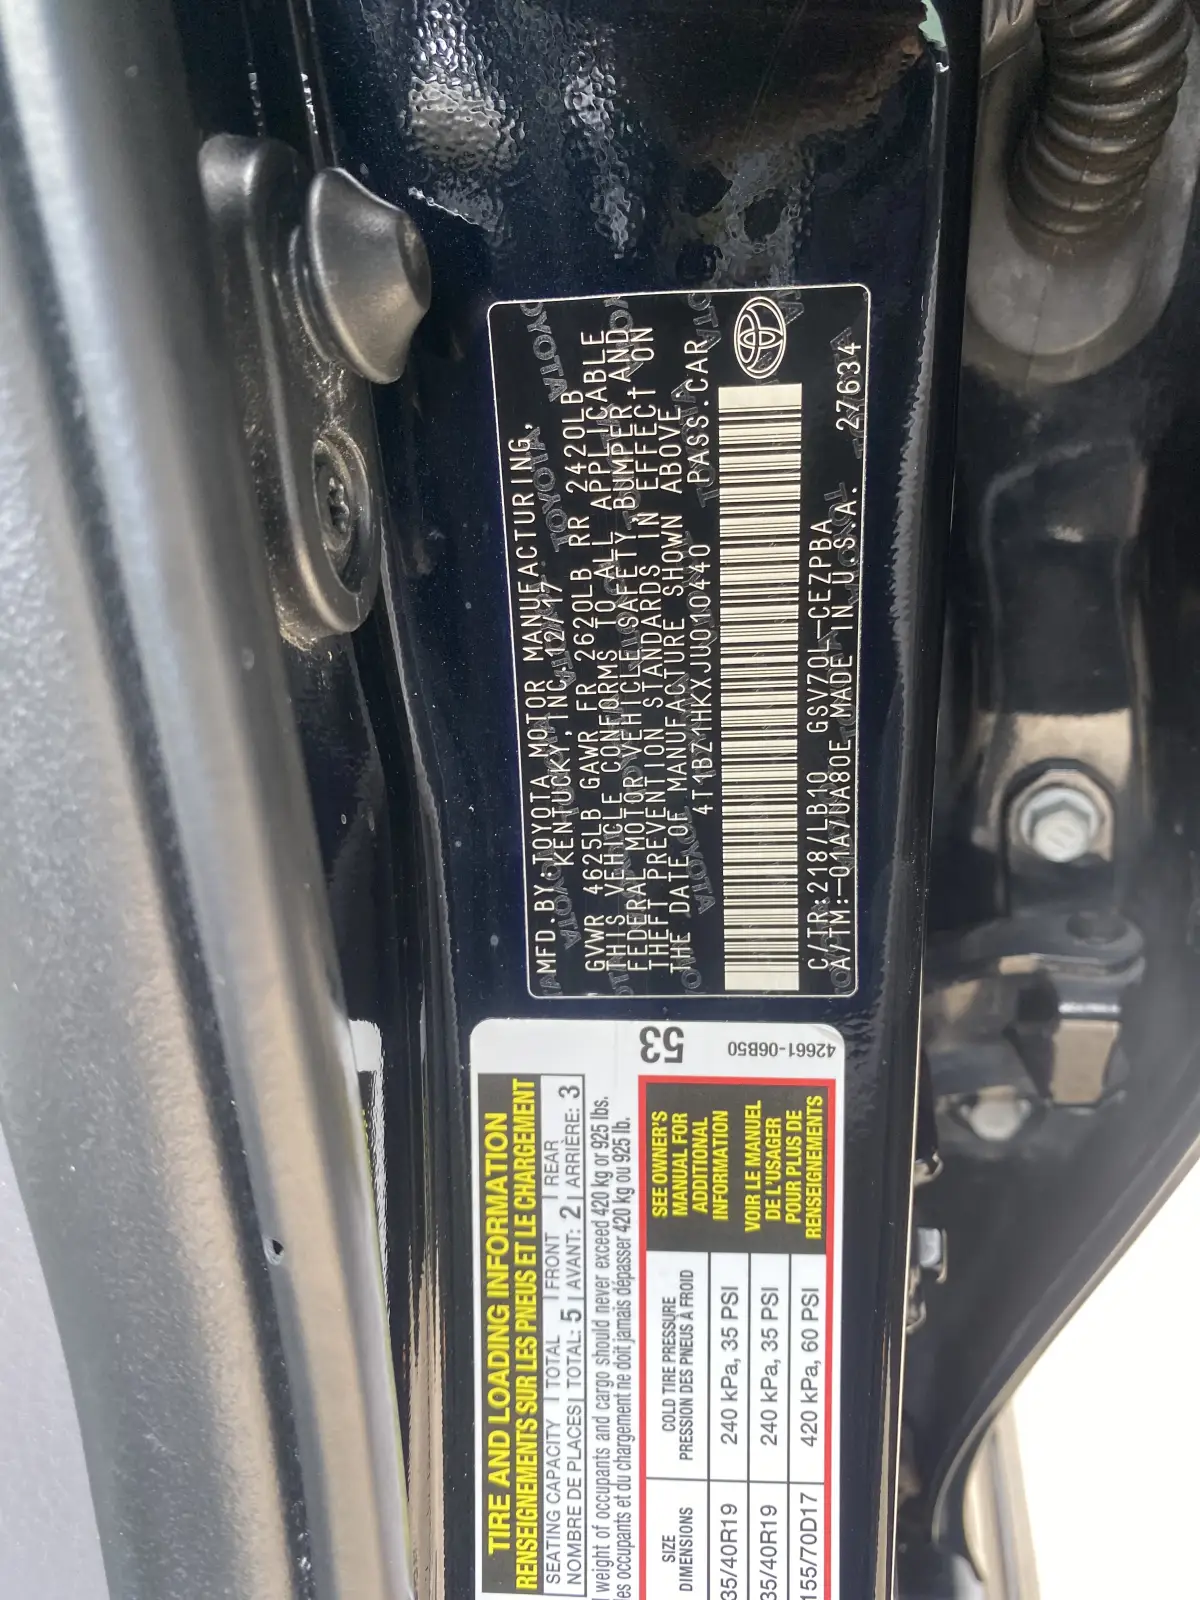 MFD.BY:TOYOTA MOTOR MANUFACTURING,
KENTUCKY,INC. 12/17
GVWR 4625LB GAWR FR 2620LB RR 2420LB
THIS VEHICLE CONFORMS TO ALL APPLICABLE
FEDERAL MOTOR VEHICLE SAFETY,BUMPER,AND
THEFT PREVENTION STANDARDS IN EFFECT ON
THE DATE OF MANUFACTURE SHOWN ABOVE.
4T1BZ1HKXJU010440 PASS.CAR
C/TR:218/LB10 GSV70L-CEZPBA
A/TM:-01A/UA80E MADE IN U.S.A. 27634
53
42661-06B50
TIRE AND LOADING INFORMATION
RENSEIGNEMENTS SUR LES PNEUS ET LE CHARGEMENT
SEATING CAPACITY | TOTAL | FRONT | REAR
NOMBRE DE PLACES | TOTAL: 5 | AVANT: 2 | ARRIÈRE: 3
weight of occupants and cargo should never exceed 420 kg or 925 lbs.
les occupants et du chargement ne doit jamais dépasser 420 kg ou 925 lb.
SIZE COLD TIRE PRESSURE
DIMENSIONS PRESSION DES PNEUS À FROID
35/40R19 240 kPa, 35 PSI
35/40R19 240 kPa, 35 PSI
155/70D17 420 kPa, 60 PSI
SEE OWNER'S
MANUAL FOR
ADDITIONAL
INFORMATION
VOIR LE MANUEL
DE L'USAGER
POUR PLUS DE
RENSEIGNEMENTS